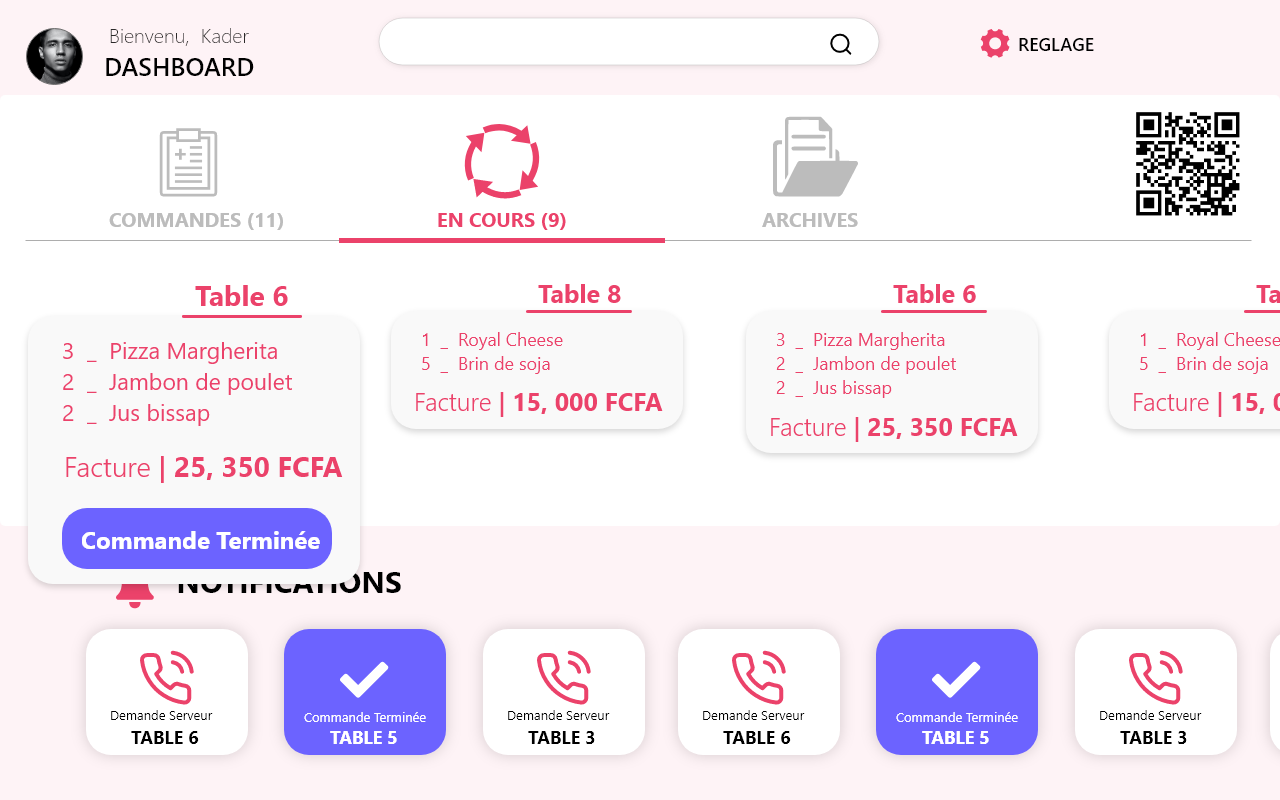 Bienvenu, Kader
DASHBOARD
REGLAGE
COMMANDES (11)
EN COURS (9)
ARCHIVES
Table 6
3 _ Pizza Margherita
2 _ Jambon de poulet
2 _ Jus bissap
Facture | 25, 350 FCFA
Commande Terminée
Table 8
1 _ Royal Cheese
5 _ Brin de soja
Facture | 15, 000 FCFA
Table 6
3 _ Pizza Margherita
2 _ Jambon de poulet
2 _ Jus bissap
Facture | 25, 350 FCFA
Ta
1 _ Royal Cheese
5 _ Brin de soja
Facture | 15, 0
NOTIFICATIONS
Demande Serveur
TABLE 6
Commande Terminée
TABLE 5
Demande Serveur
TABLE 3
Demande Serveur
TABLE 6
Commande Terminée
TABLE 5
Demande Serveur
TABLE 3